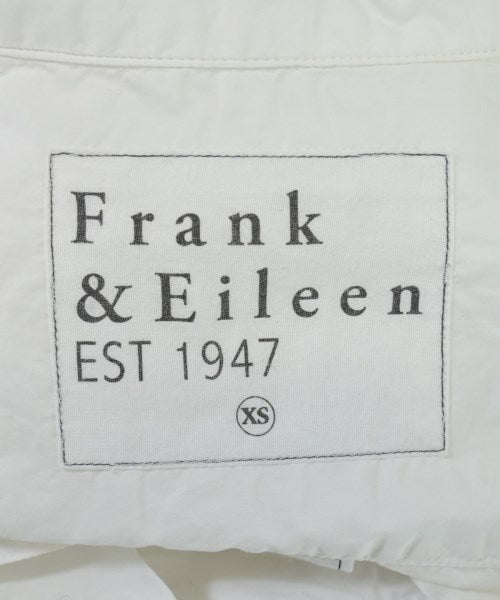 Frank
& Eileen
EST 1947
XS